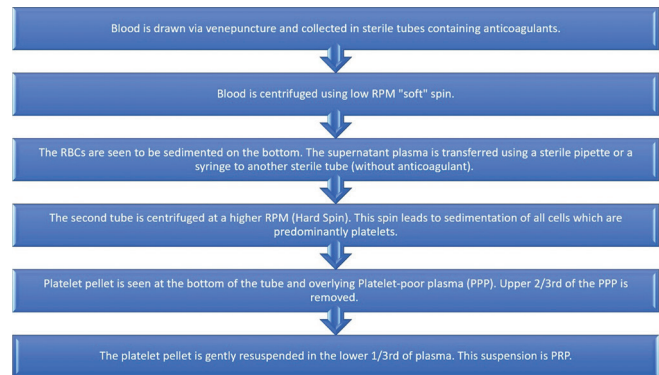 Blood is drawn via venepuncture and collected in sterile tubes containing anticoagulants.
Blood is centrifuged using low RPM "soft" spin.
The RBCs are seen to be sedimented on the bottom. The supernatant plasma is transferred using a sterile pipette or a
syringe to another sterile tube (without anticoagulant).
The second tube is centrifuged at a higher RPM (Hard Spin). This spin leads to sedimentation of all cells which are
predominantly platelets.
Platelet pellet is seen at the bottom of the tube and overlying Platelet-poor plasma (PPP). Upper 2/3rd of the PPP is
removed.
The platelet pellet is gently resuspended in the lower 1/3rd of plasma. This suspension is PRP.